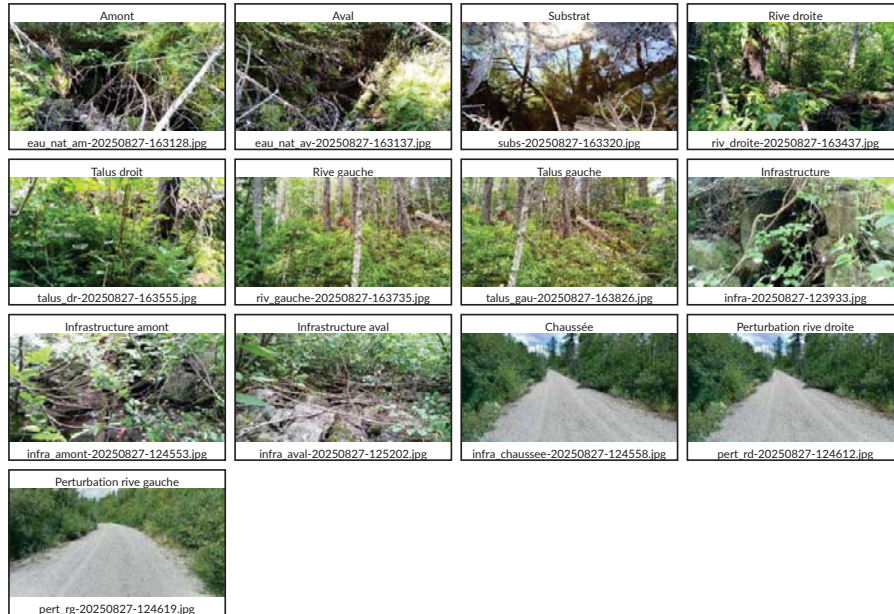 Amont
eau_nat_am-20250827-163128.jpg
Aval
eau_nat_av-20250827-163137.jpg
Substrat
subs-20250827-163320.jpg
Rive droite
riv_droite-20250827-163437.jpg
Talus droit
talus_dr-20250827-163555.jpg
Rive gauche
riv_gauche-20250827-163735.jpg
Talus gauche
talus_gau-20250827-163826.jpg
Infrastructure
infra-20250827-123933.jpg
Infrastructure amont
infra_amont-20250827-124553.jpg
Infrastructure aval
infra_aval-20250827-125202.jpg
Chaussée
infra_chaussee-20250827-124558.jpg
Perturbation rive droite
pert_rd-20250827-124612.jpg
Perturbation rive gauche
pert_rg-20250827-124619.jpg